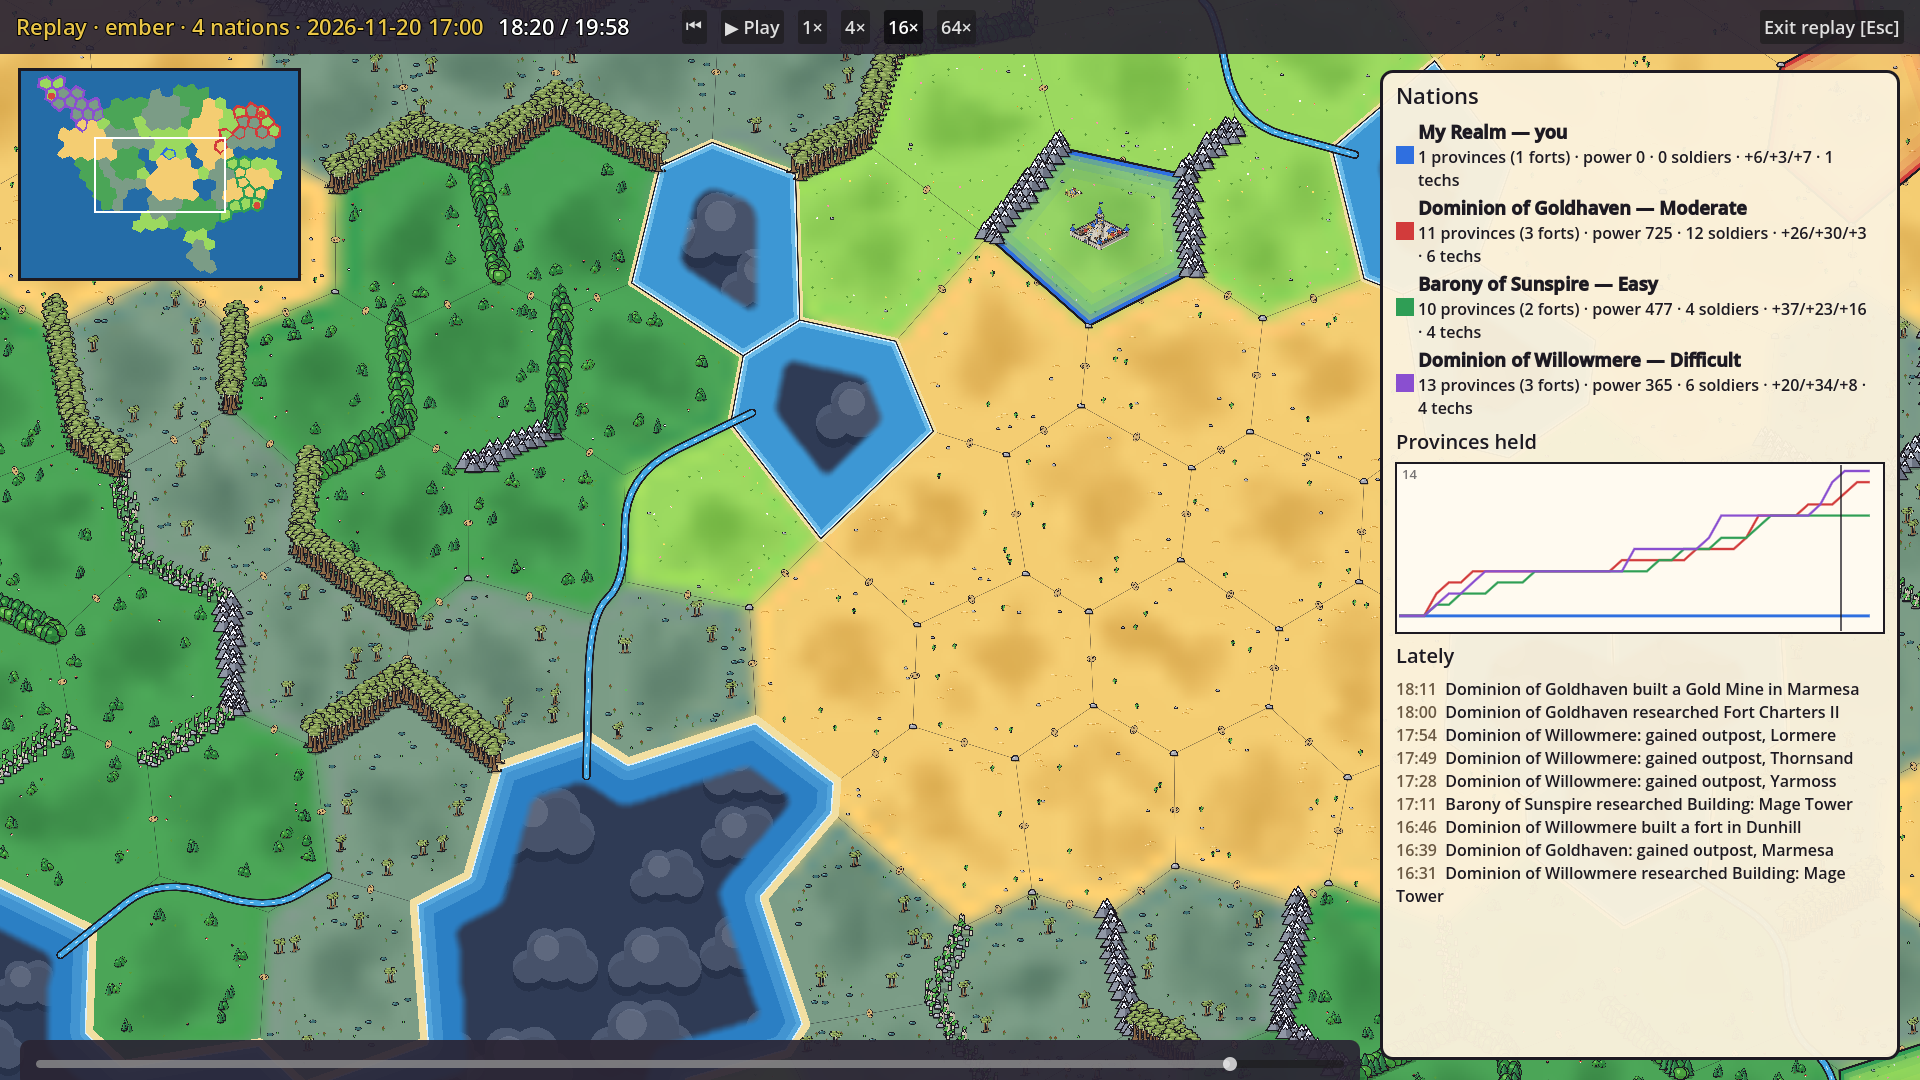 Replay · ember · 4 nations · 2026-11-20 17:00 18:20 / 19:58 ⏮ ▶ Play 1× 4× 16× 64× Exit replay [Esc]
Nations
My Realm — you
1 provinces (1 forts) · power 0 · 0 soldiers · +6/+3/+7 · 1
techs
Dominion of Goldhaven — Moderate
11 provinces (3 forts) · power 725 · 12 soldiers · +26/+30/+3
· 6 techs
Barony of Sunspire — Easy
10 provinces (2 forts) · power 477 · 4 soldiers · +37/+23/+16
· 4 techs
Dominion of Willowmere — Difficult
13 provinces (3 forts) · power 365 · 6 soldiers · +20/+34/+8 ·
4 techs
Provinces held
14
Lately
18:11 Dominion of Goldhaven built a Gold Mine in Marmesa
18:00 Dominion of Goldhaven researched Fort Charters II
17:54 Dominion of Willowmere: gained outpost, Lormere
17:49 Dominion of Willowmere: gained outpost, Thornsand
17:28 Dominion of Willowmere: gained outpost, Yarmoss
17:11 Barony of Sunspire researched Building: Mage Tower
16:46 Dominion of Willowmere built a fort in Dunhill
16:39 Dominion of Goldhaven: gained outpost, Marmesa
16:31 Dominion of Willowmere researched Building: Mage
Tower